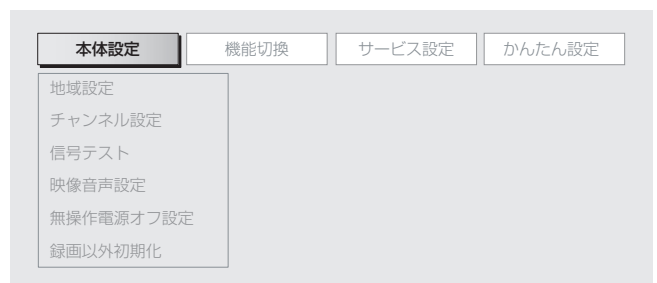 本体設定 機能切換 サービス設定 かんたん設定
地域設定
チャンネル設定
信号テスト
映像音声設定
無操作電源オフ設定
録画以外初期化